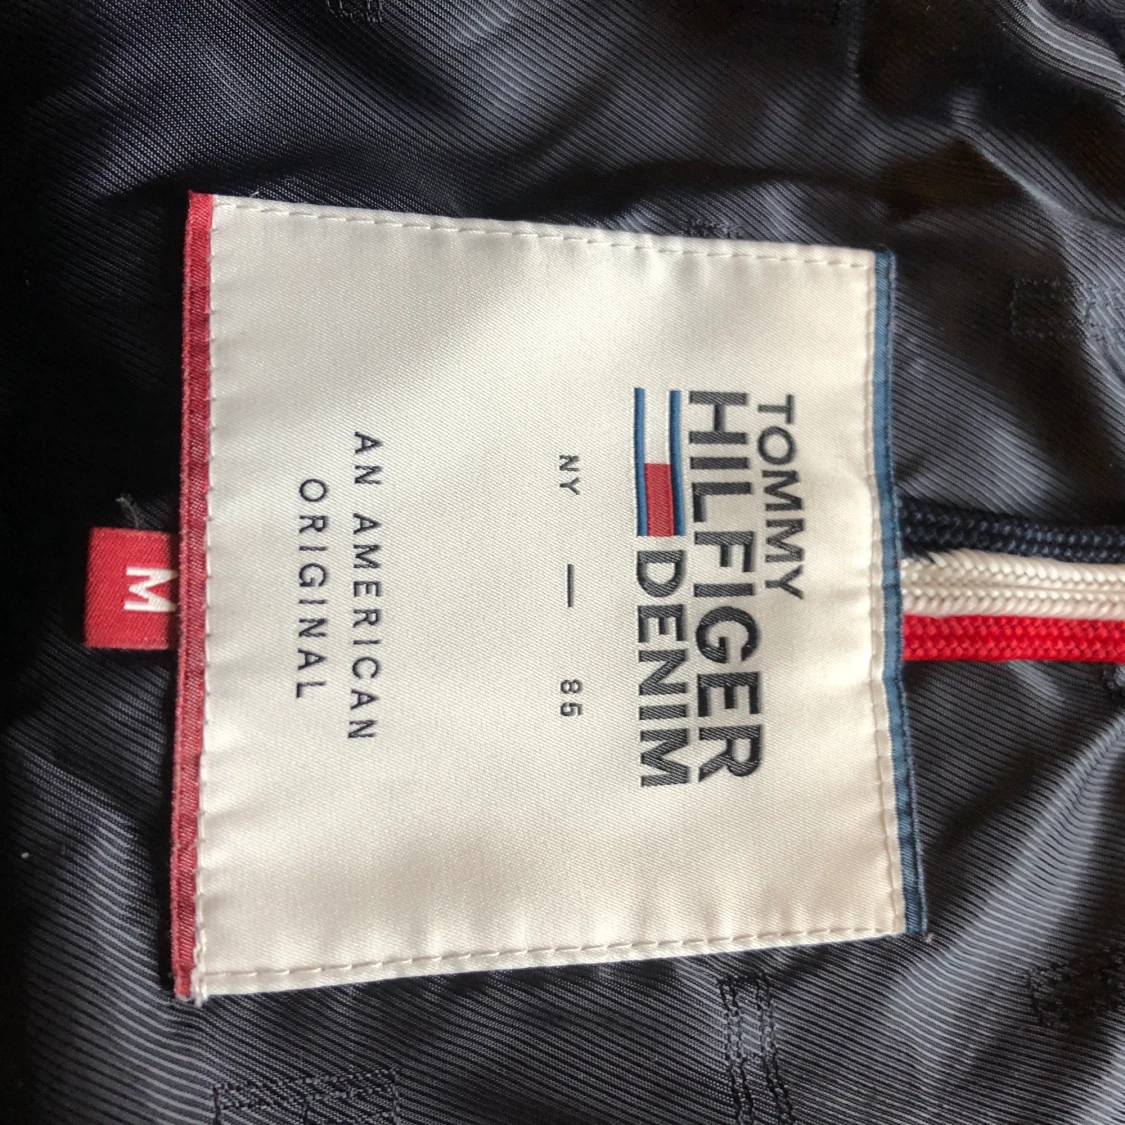 TOMMY
HILFIGER
DENIM
NY — 85
AN AMERICAN
ORIGINAL
M